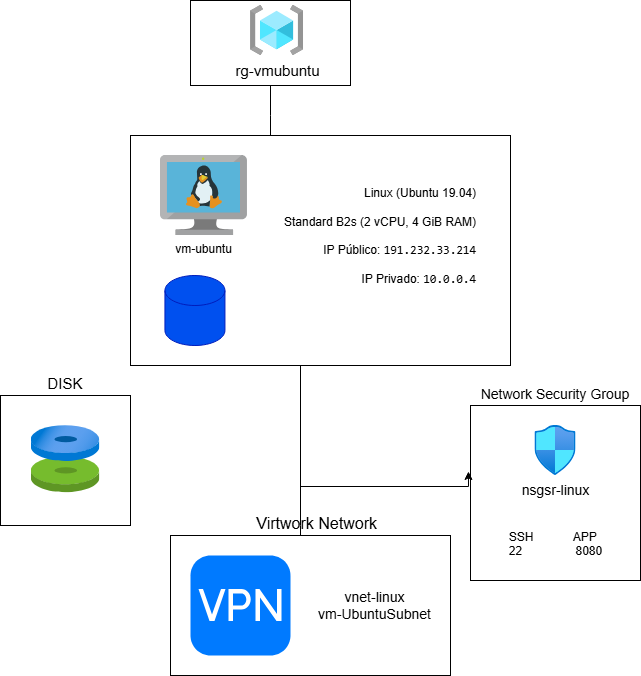 rg-vmubuntu
Linux (Ubuntu 19.04)
Standard B2s (2 vCPU, 4 GiB RAM)
IP Público: 191.232.33.214
IP Privado: 10.0.0.4
vm-ubuntu
DISK
Network Security Group
nsgsr-linux
SSH APP
22 8080
Virtwork Network
VPN
vnet-linux
vm-UbuntuSubnet